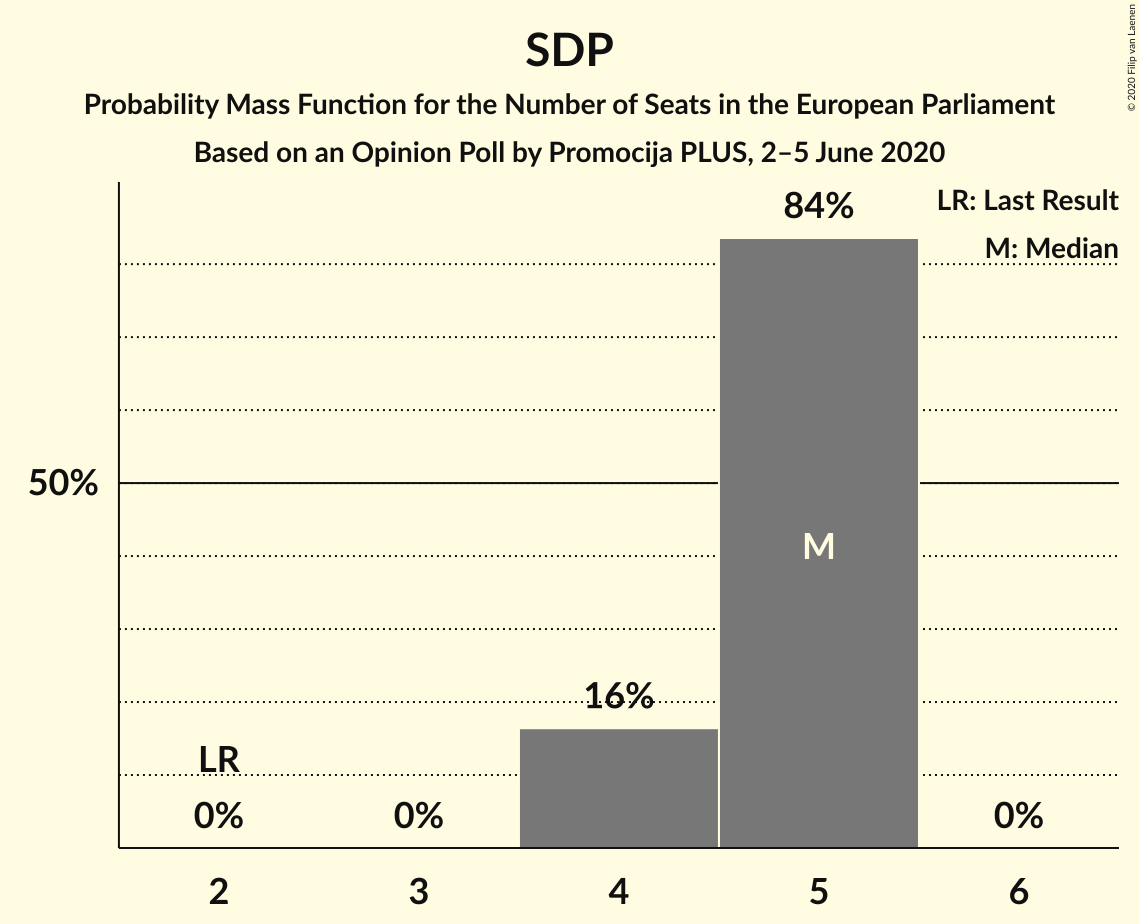 SDP
Probability Mass Function for the Number of Seats in the European Parliament
Based on an Opinion Poll by Promocija PLUS, 2–5 June 2020
© 2020 Filip van Laenen
LR: Last Result
M: Median
84%
50%
M
16%
LR
0%
0%
0%
2
3
4
5
6